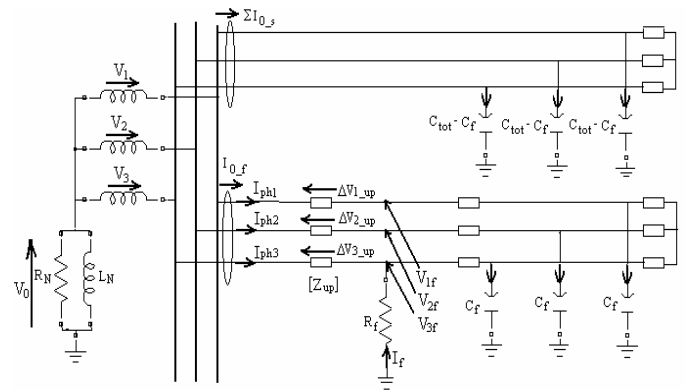 ΣI0_s
V1
V2
V3
Ctot- Cf Ctot- Cf Ctot- Cf
I0_f
Iph1 ΔV1_up
Iph2 ΔV2_up
Iph3 ΔV3_up
[Zup]
V1f
V2f
V3f
V0 RN LN
Rf
Cf Cf Cf
If